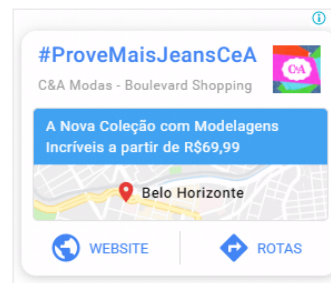 #ProveMaisJeansCeA
C&A Modas - Boulevard Shopping
C&A
A Nova Coleção com Modelagens
Incríveis a partir de R$69,99
Belo Horizonte
WEBSITE
ROTAS